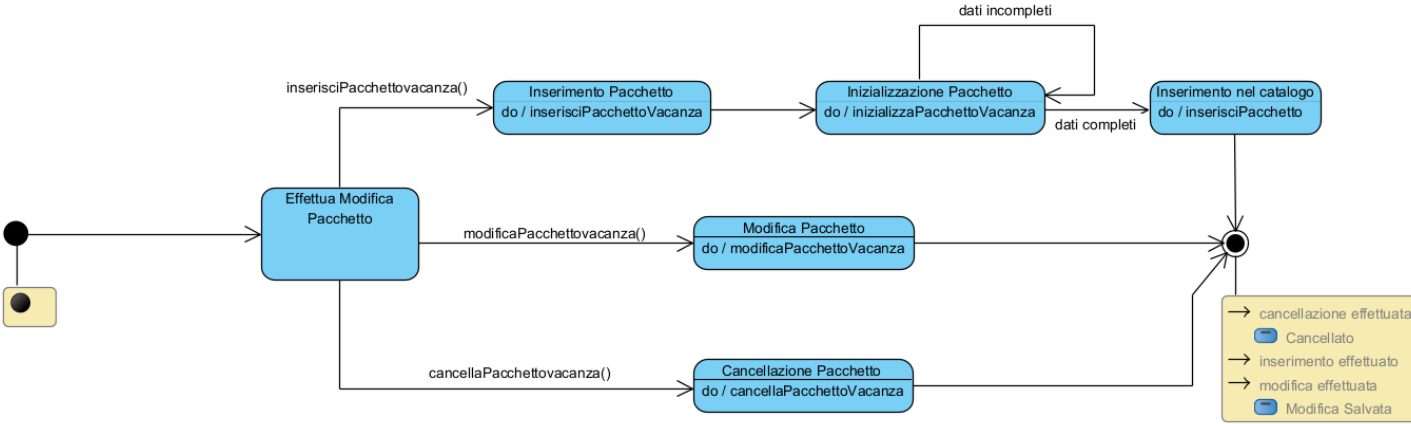 dati incompleti
inserisciPacchettovacanza()
Inserimento Pacchetto
do / inserisciPacchettoVacanza
Inizializzazione Pacchetto
do / inizializzaPacchettoVacanza
dati completi
Inserimento nel catalogo
do / inserisciPacchetto
Effettua Modifica
Pacchetto
modificaPacchettovacanza()
Modifica Pacchetto
do / modificaPacchettoVacanza
cancellaPacchettovacanza()
Cancellazione Pacchetto
do / cancellaPacchettoVacanza
cancellazione effettuata
Cancellato
inserimento effettuato
modifica effettuata
Modifica Salvata